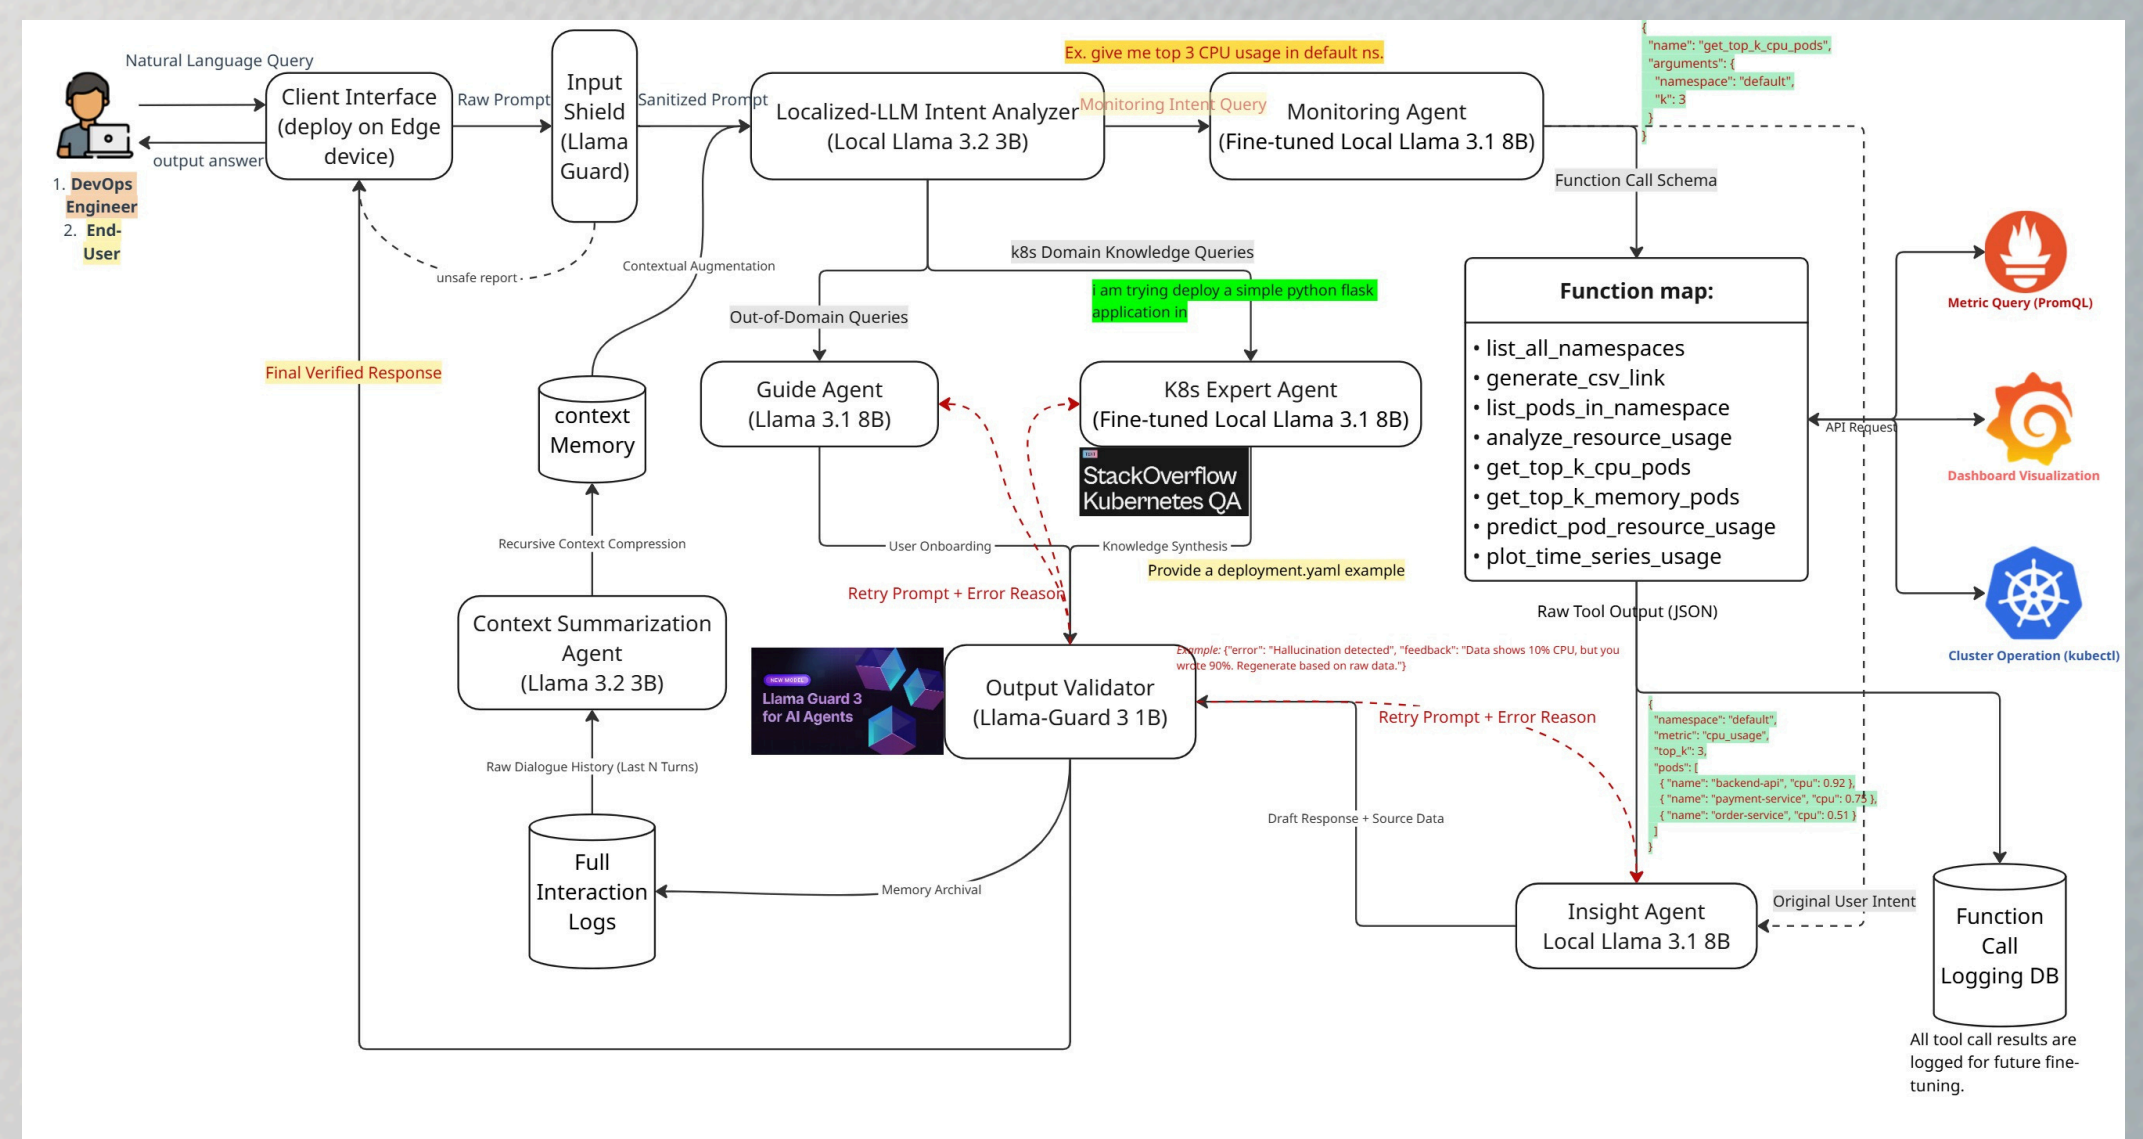 Natural Language Query
output answer
1. DevOps
Engineer
2. End-
User
Client Interface
(deploy on Edge
device)
Raw Prompt
Input
Shield
(Llama
Guard)
Sanitized Prompt
unsafe report
Contextual Augmentation
Localized-LLM Intent Analyzer
(Local Llama 3.2 3B)
Ex. give me top 3 CPU usage in default ns.
Monitoring Intent Query
Monitoring Agent
(Fine-tuned Local Llama 3.1 8B)
{
"name": "get_top_k_cpu_pods",
"arguments": {
"namespace": "default",
"k": 3
}
}
Function Call Schema
k8s Domain Knowledge Queries
i am trying deploy a simple python flask
application in
Out-of-Domain Queries
Final Verified Response
context
Memory
Guide Agent
(Llama 3.1 8B)
K8s Expert Agent
(Fine-tuned Local Llama 3.1 8B)
StackOverflow
Kubernetes QA
Function map:
• list_all_namespaces
• generate_csv_link
• list_pods_in_namespace
• analyze_resource_usage
• get_top_k_cpu_pods
• get_top_k_memory_pods
• predict_pod_resource_usage
• plot_time_series_usage
API Request
Metric Query (PromQL)
Dashboard Visualization
Cluster Operation (kubectl)
Recursive Context Compression
User Onboarding
Knowledge Synthesis
Provide a deployment.yaml example
Retry Prompt + Error Reason
Raw Tool Output (JSON)
Context Summarization
Agent
(Llama 3.2 3B)
NEW MODEL
Llama Guard 3
for AI Agents
Output Validator
(Llama-Guard 3 1B)
Example: {"error": "Hallucination detected", "feedback": "Data shows 10% CPU, but you
wrote 90%. Regenerate based on raw data."}
Retry Prompt + Error Reason
{
"namespace": "default",
"metric": "cpu_usage",
"top_k": 3,
"pods": [
{ "name": "backend-api", "cpu": 0.92 },
{ "name": "payment-service", "cpu": 0.75 },
{ "name": "order-service", "cpu": 0.51 }
]
}
Raw Dialogue History (Last N Turns)
Draft Response + Source Data
Full
Interaction
Logs
Memory Archival
Insight Agent
Local Llama 3.1 8B
Original User Intent
Function
Call
Logging DB
All tool call results are
logged for future fine-
tuning.